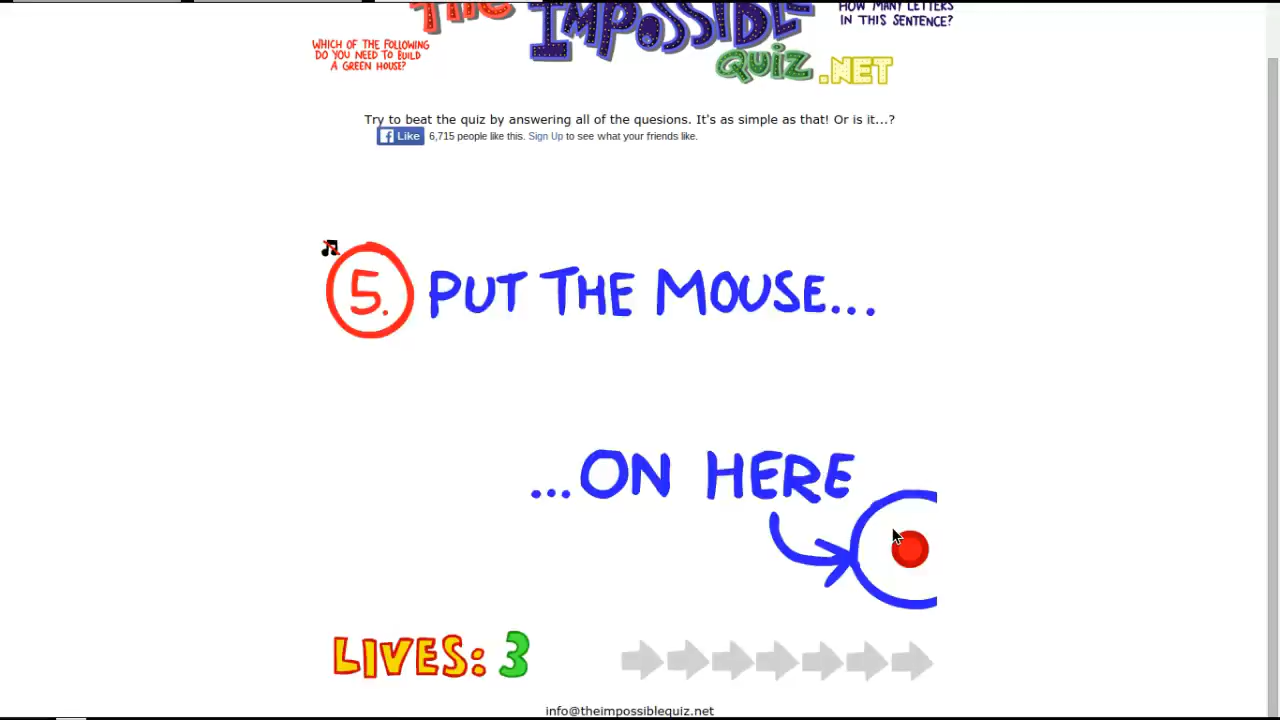 The Impossible
Quiz.NET
HOW MANY LETTERS
IN THIS SENTENCE?
WHICH OF THE FOLLOWING
DO YOU NEED TO BUILD
A GREEN HOUSE?
Try to beat the quiz by answering all of the quesions. It's as simple as that! Or is it...?
Like 6,715 people like this. Sign Up to see what your friends like.
5. PUT THE MOUSE...
...ON HERE
LIVES: 3
info@theimpossiblequiz.net